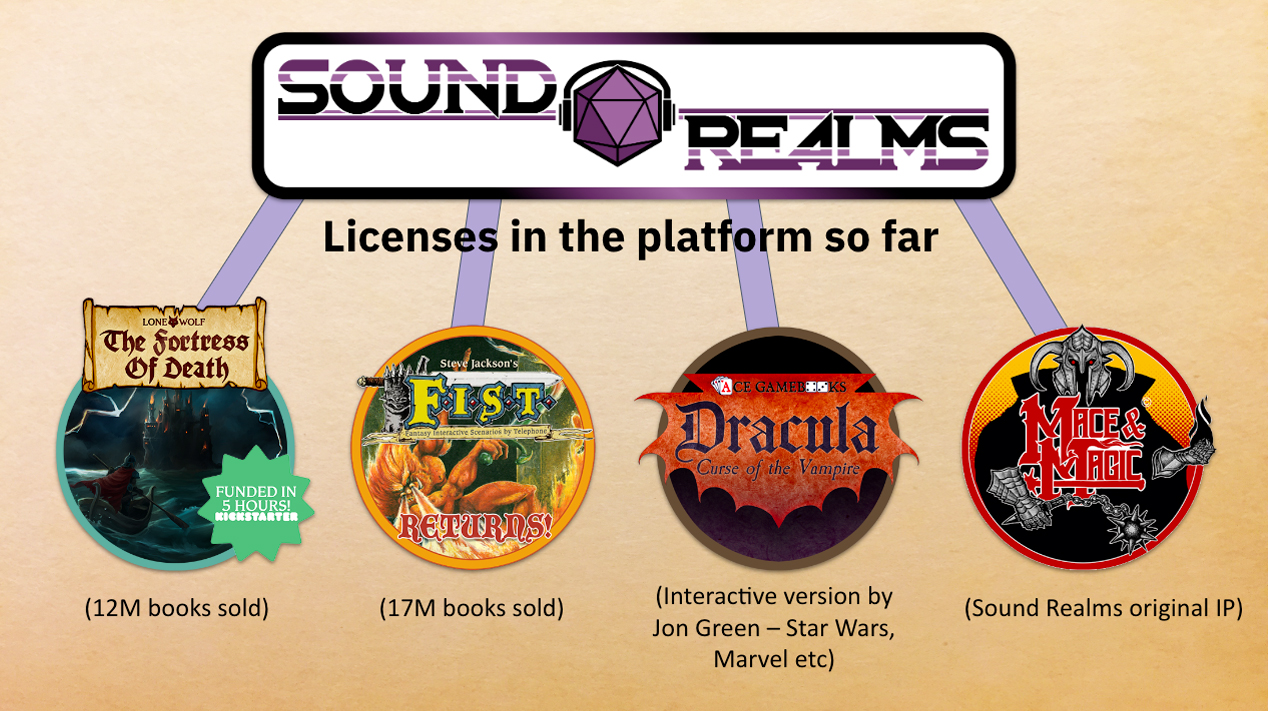 SOUND
REALMS
Licenses in the platform so far
LONE WOLF
The Fortress
Of Death
FUNDED IN
5 HOURS!
KICKSTARTER
(12M books sold)
Steve Jackson's
F.I.S.T.
Fantasy Interactive Scenarios by Telephone
RETURNS!
(17M books sold)
ACE GAMEBOOKS
Dracula
Curse of the Vampire
(Interactive version by
Jon Green – Star Wars,
Marvel etc)
MACE &
MAGIC
©
(Sound Realms original IP)